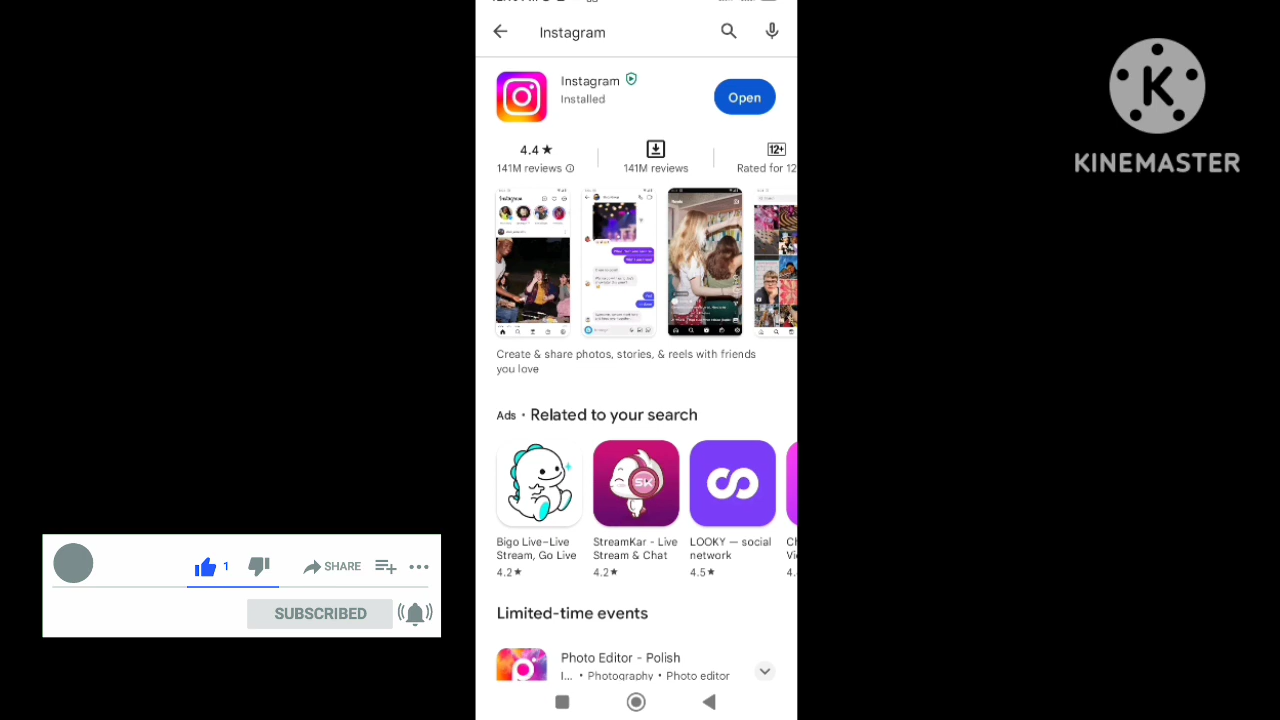 Instagram
Instagram
Installed
Open
4.4★
141M reviews
141M reviews
12+
Rated for 12
Create & share photos, stories, & reels with friends
you love
Ads • Related to your search
Bigo Live–Live
Stream, Go Live
4.2★
SK
StreamKar - Live
Stream & Chat
4.2★
LOOKY — social
network
4.5★
Limited-time events
Photo Editor - Polish
I... • Photography • Photo editor
K
KINEMASTER
1
SHARE
SUBSCRIBED